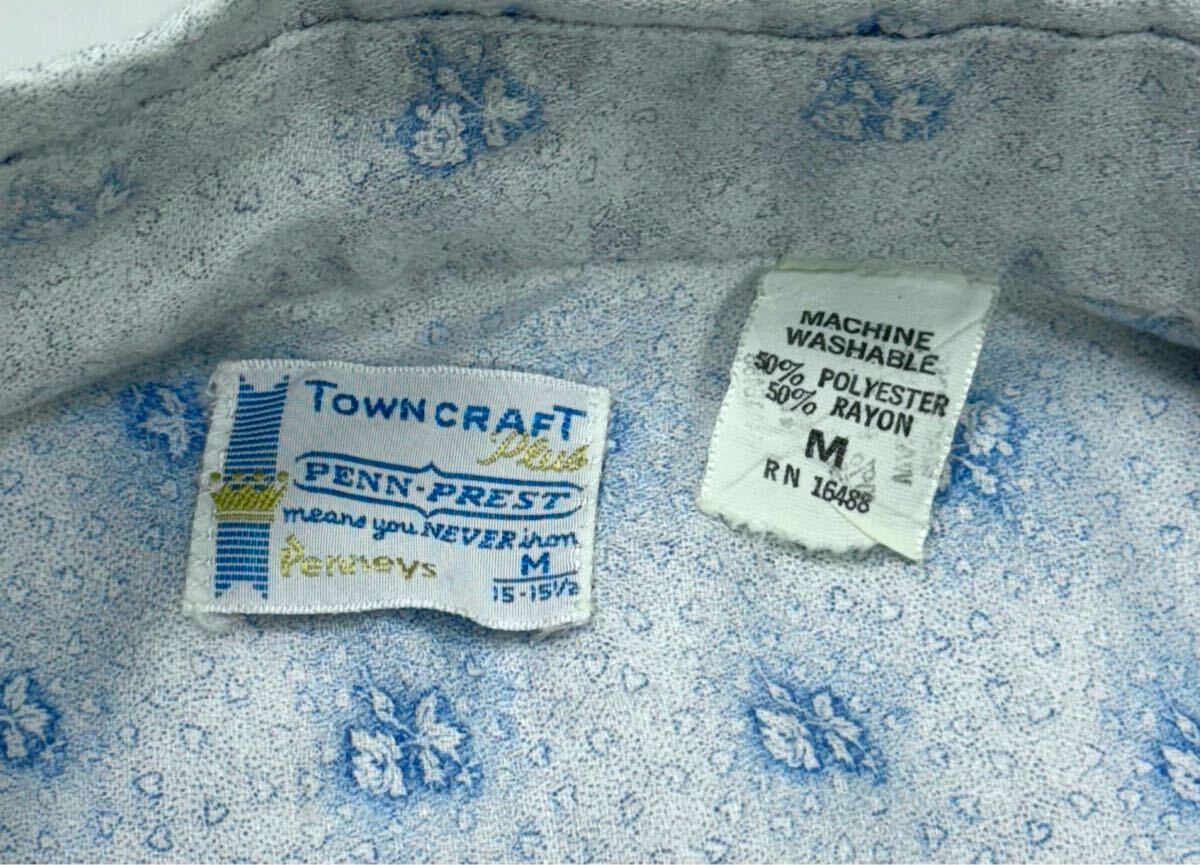 TOWNCRAFT
Plus
PENN-PREST
means you NEVER iron
Penneys
M
15-15½
MACHINE
WASHABLE
50% POLYESTER
50% RAYON
M
RN 16488